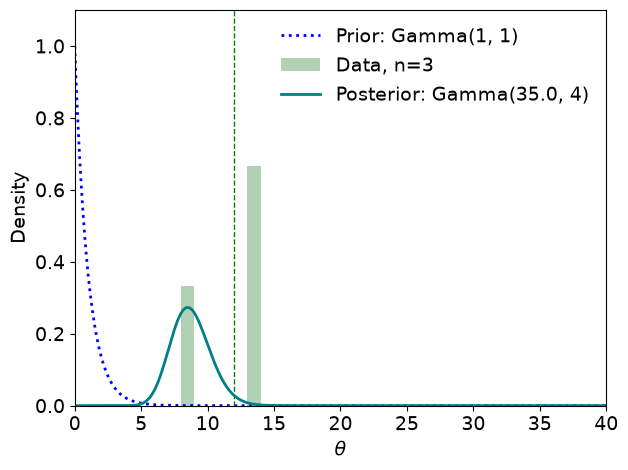 Prior: Gamma(1, 1)
Data, n=3
Posterior: Gamma(35.0, 4)
Density
1.0
0.8
0.6
0.4
0.2
0.0
0 5 10 15 20 25 30 35 40
θ